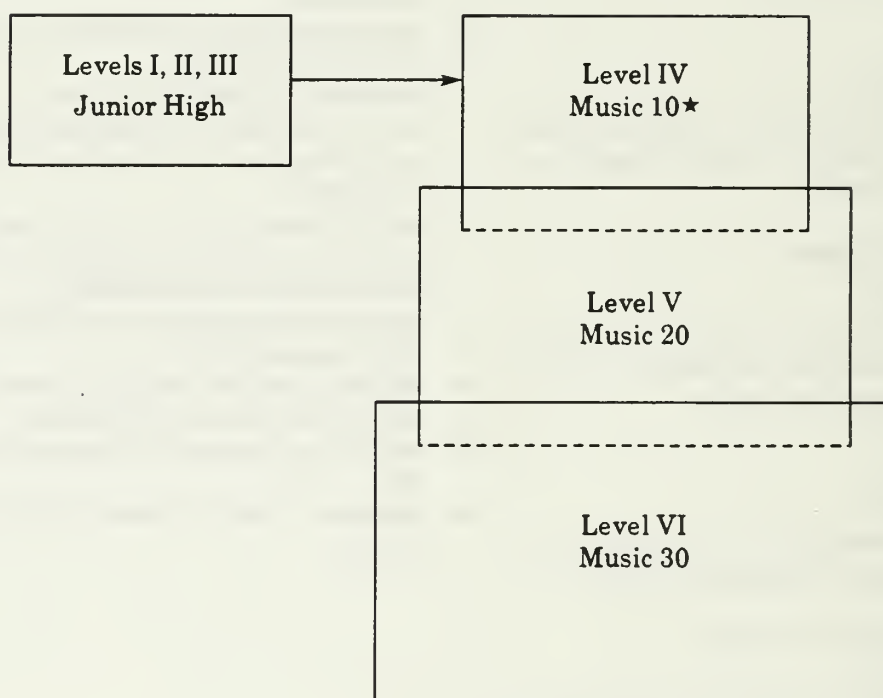 Levels I, II, III
Junior High
Level IV
Music 10★
Level V
Music 20
Level VI
Music 30